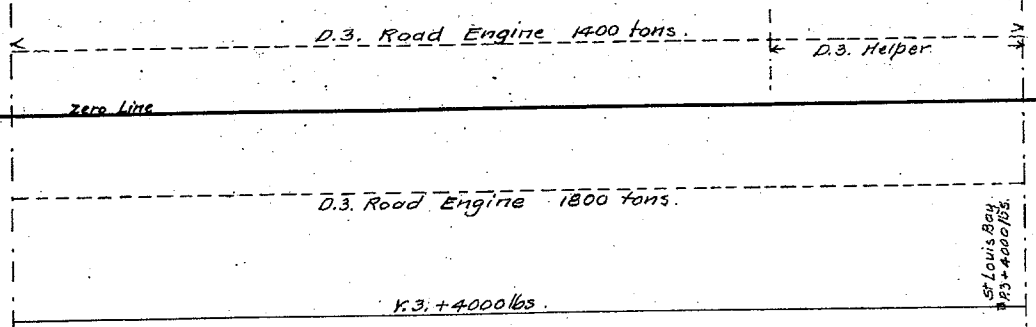 D.3. Road Engine 1400 tons.
D.3. Helper
zero Line
D.3. Road Engine 1800 tons.
St Louis Bay
P.3 + 4000 lbs.
Y.3. + 4000 lbs.